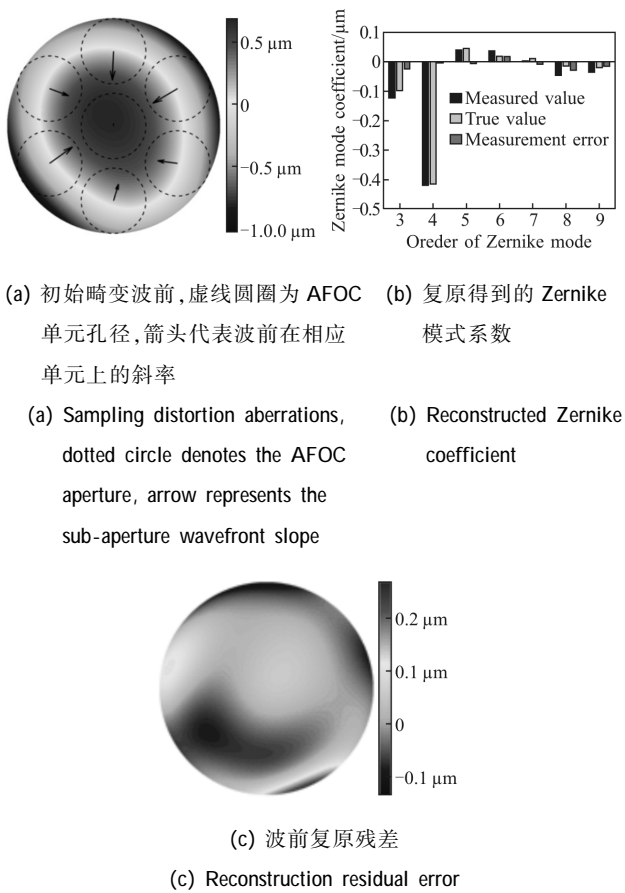 0.5 μm
0
−0.5 μm
−1.0.0 μm
Zernike mode coefficient/μm
0.1
0
−0.1
−0.2
−0.3
−0.4
−0.5
Measured value
True value
Measurement error
3 4 5 6 7 8 9
Oreder of Zernike mode
(a) 初始畸变波前,虚线圆圈为 AFOC
单元孔径,箭头代表波前在相应
单元上的斜率
(b) 复原得到的 Zernike
模式系数
(a) Sampling distortion aberrations,
dotted circle denotes the AFOC
aperture, arrow represents the
sub-aperture wavefront slope
(b) Reconstructed Zernike
coefficient
0.2 μm
0.1 μm
0
−0.1 μm
(c) 波前复原残差
(c) Reconstruction residual error